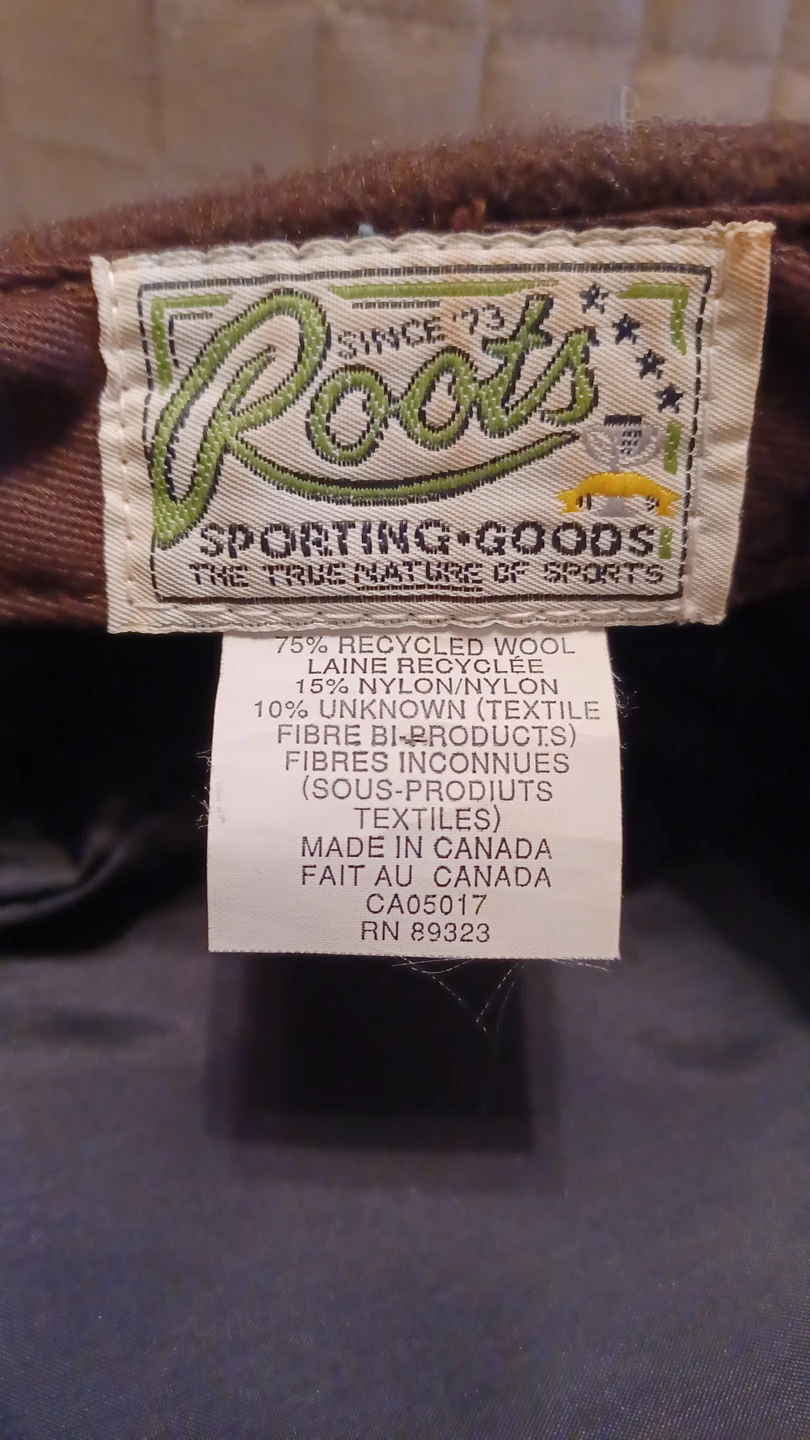 SINCE '73
Roots
SPORTING•GOODS
THE TRUE NATURE OF SPORTS
75% RECYCLED WOOL
LAINE RECYCLÉE
15% NYLON/NYLON
10% UNKNOWN (TEXTILE
FIBRE BI-PRODUCTS)
FIBRES INCONNUES
(SOUS-PRODIUTS
TEXTILES)
MADE IN CANADA
FAIT AU CANADA
CA05017
RN 89323